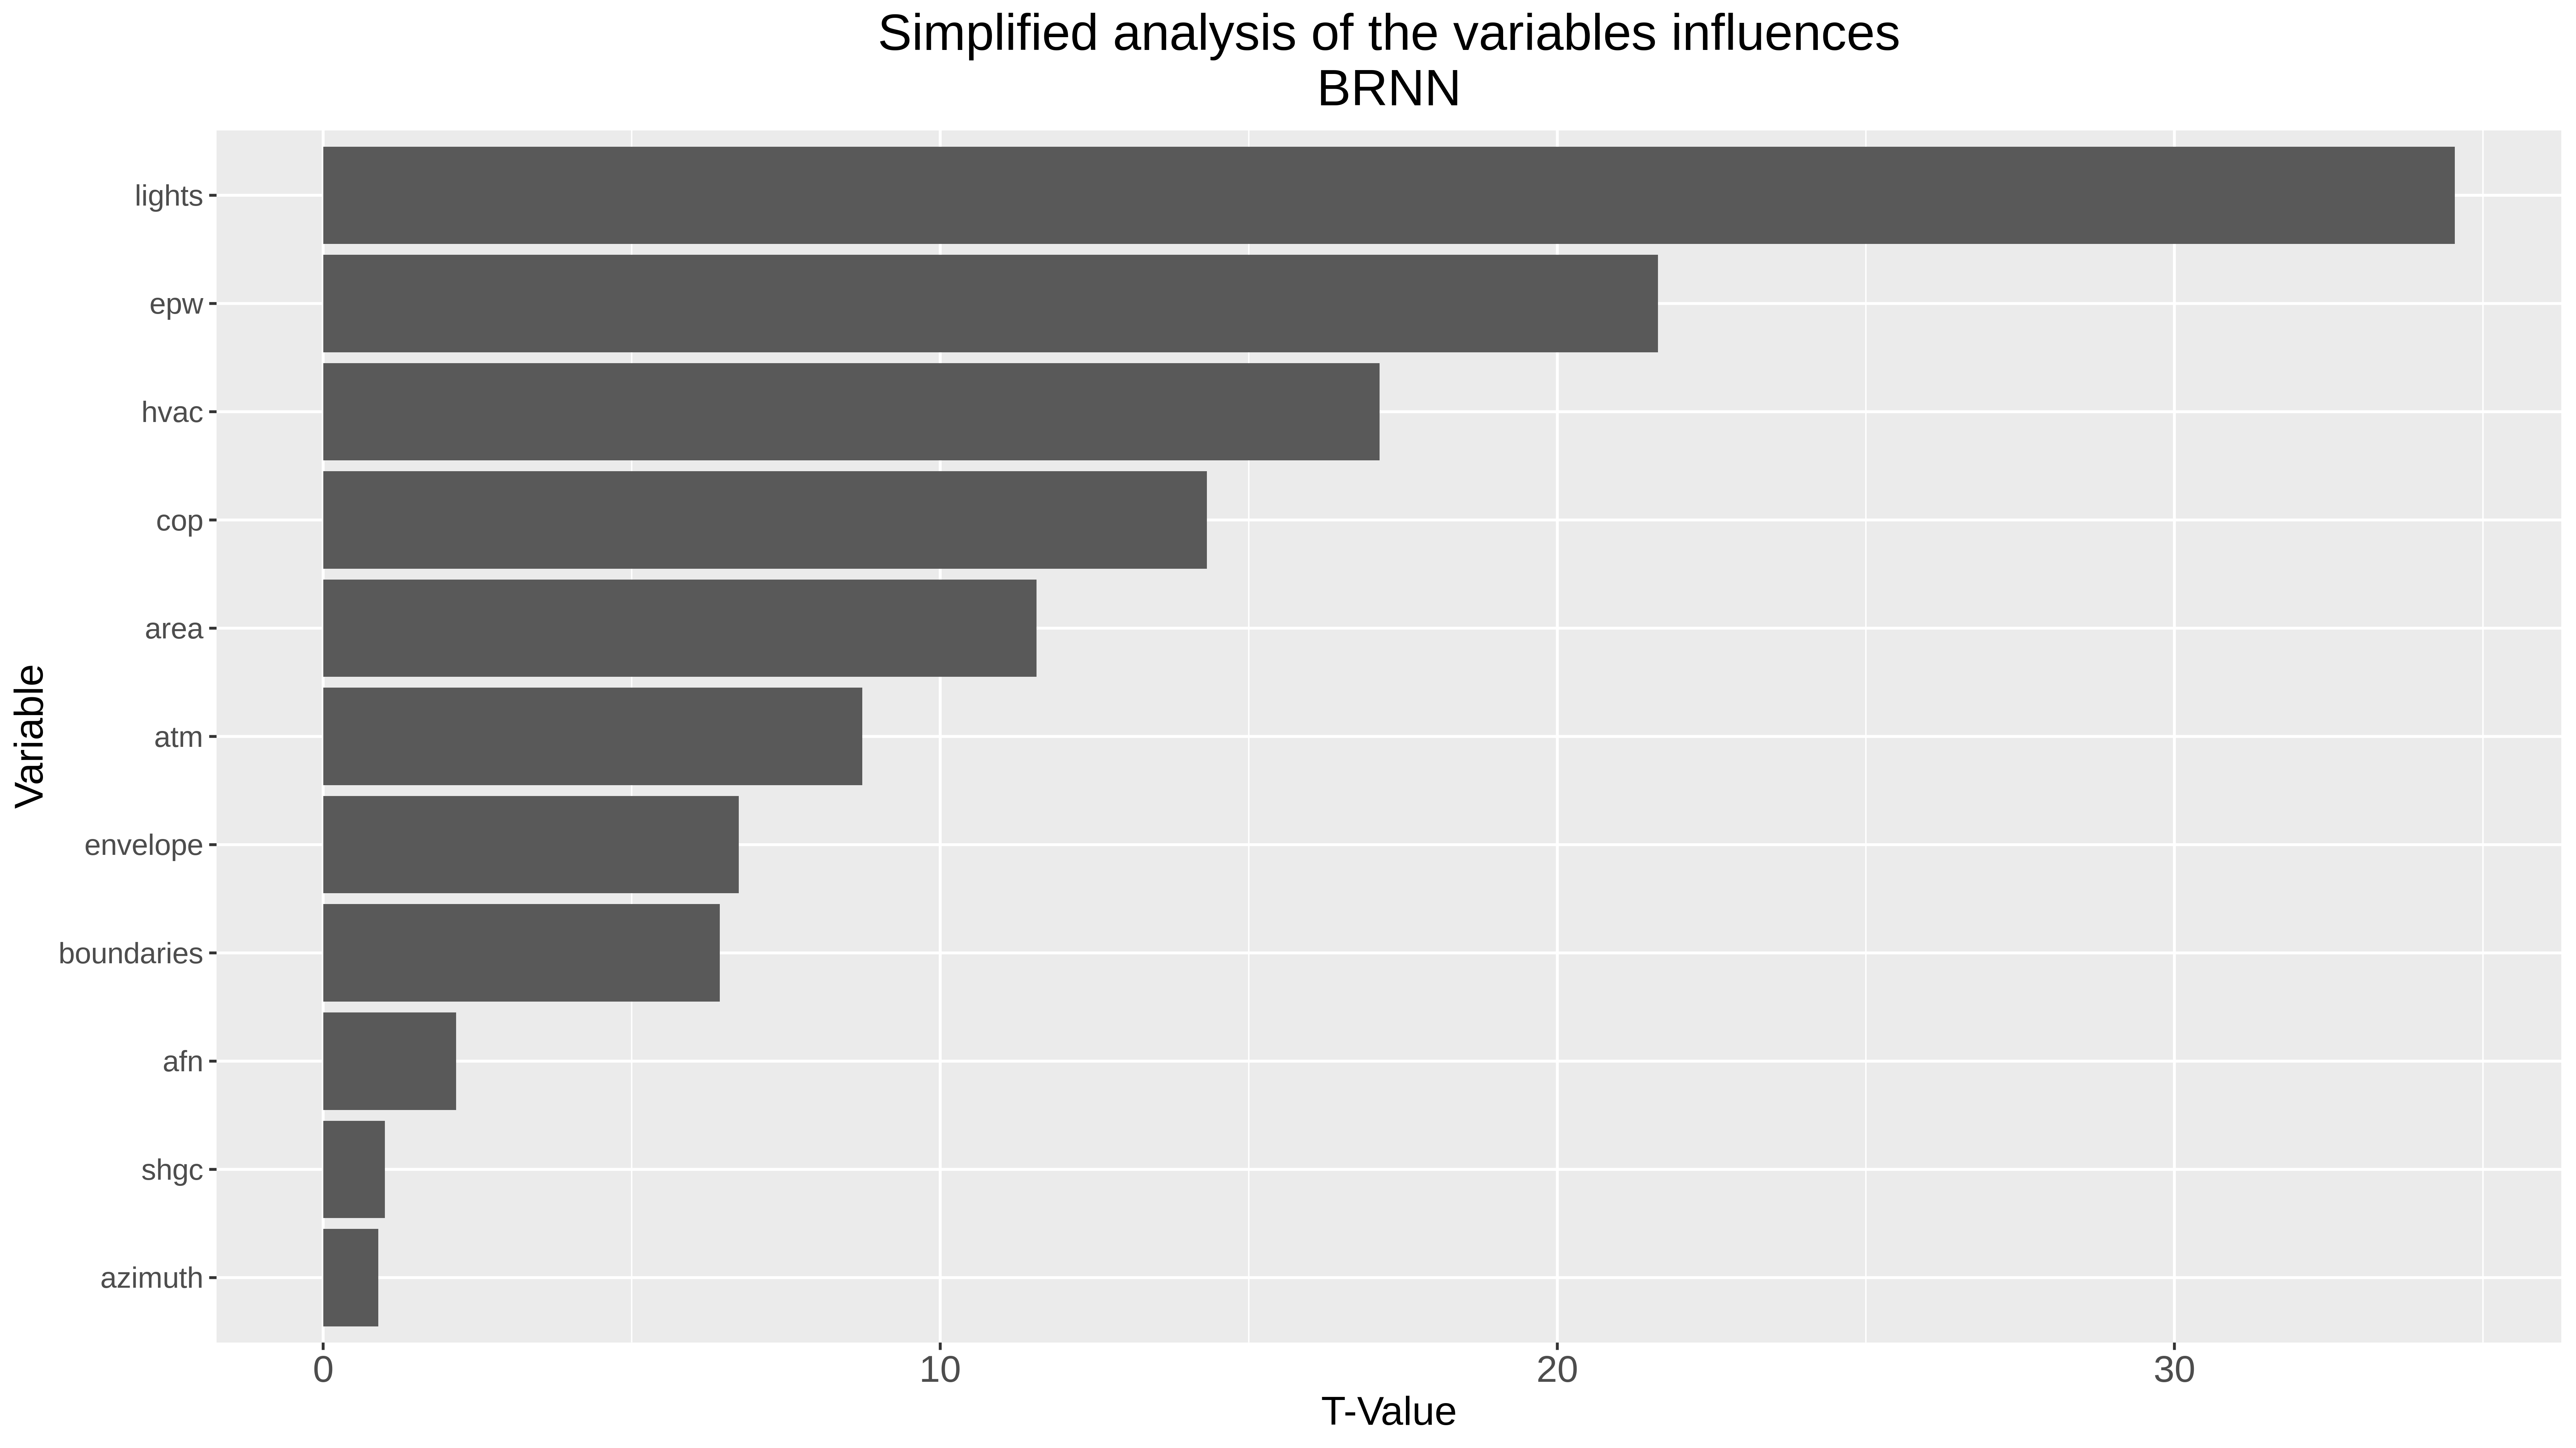 Simplified analysis of the variables influences
BRNN
lights
epw
hvac
cop
area
atm
envelope
boundaries
afn
shgc
azimuth
Variable
0 10 20 30
T-Value